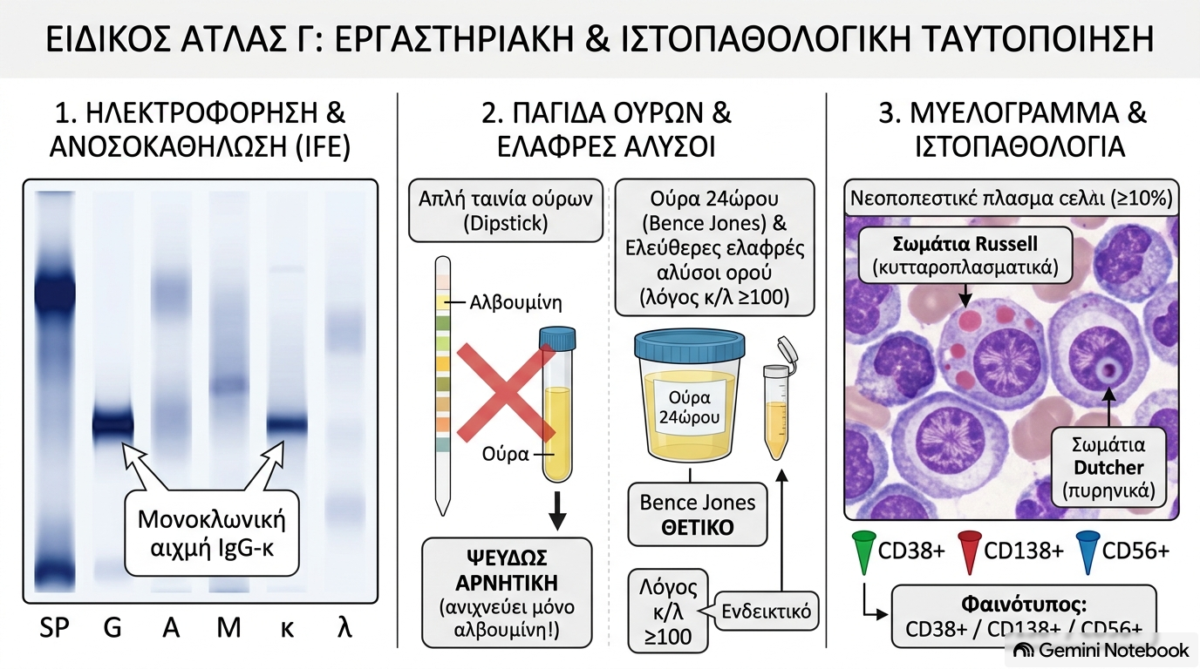 ΕΙΔΙΚΟΣ ΑΤΛΑΣ Γ: ΕΡΓΑΣΤΗΡΙΑΚΗ & ΙΣΤΟΠΑΘΟΛΟΓΙΚΗ ΤΑΥΤΟΠΟΙΗΣΗ
1. ΗΛΕΚΤΡΟΦΟΡΗΣΗ &
ΑΝΟΣΟΚΑΘΗΛΩΣΗ (IFE)
Μονοκλωνική
αιχμή IgG-κ
SP G A M κ λ
2. ΠΑΓΙΔΑ ΟΥΡΩΝ &
ΕΛΑΦΡΕΣ ΑΛΥΣΟΙ
Απλή ταινία ούρων
(Dipstick)
Αλβουμίνη
Ούρα
ΨΕΥΔΩΣ
ΑΡΝΗΤΙΚΗ
(ανιχνεύει μόνο
αλβουμίνη!)
Ούρα 24ώρου
(Bence Jones) &
Ελεύθερες ελαφρές
αλύσοι ορού
(λόγος κ/λ ≥100)
Ούρα
24ώρου
Bence Jones
ΘΕΤΙΚΟ
Λόγος
κ/λ
≥100
Ενδεικτικό
3. ΜΥΕΛΟΓΡΑΜΜΑ &
ΙΣΤΟΠΑΘΟΛΟΓΙΑ
Νεοποπεστικέ πλασμα (≥10%)
Σωμάτια Russell
(κυτταροπλασματικά)
Σωμάτια
Dutcher
(πυρηνικά)
CD38+ CD138+ CD56+
Φαινότυπος:
CD38+ / CD138+ / CD56+
Gemini Notebook